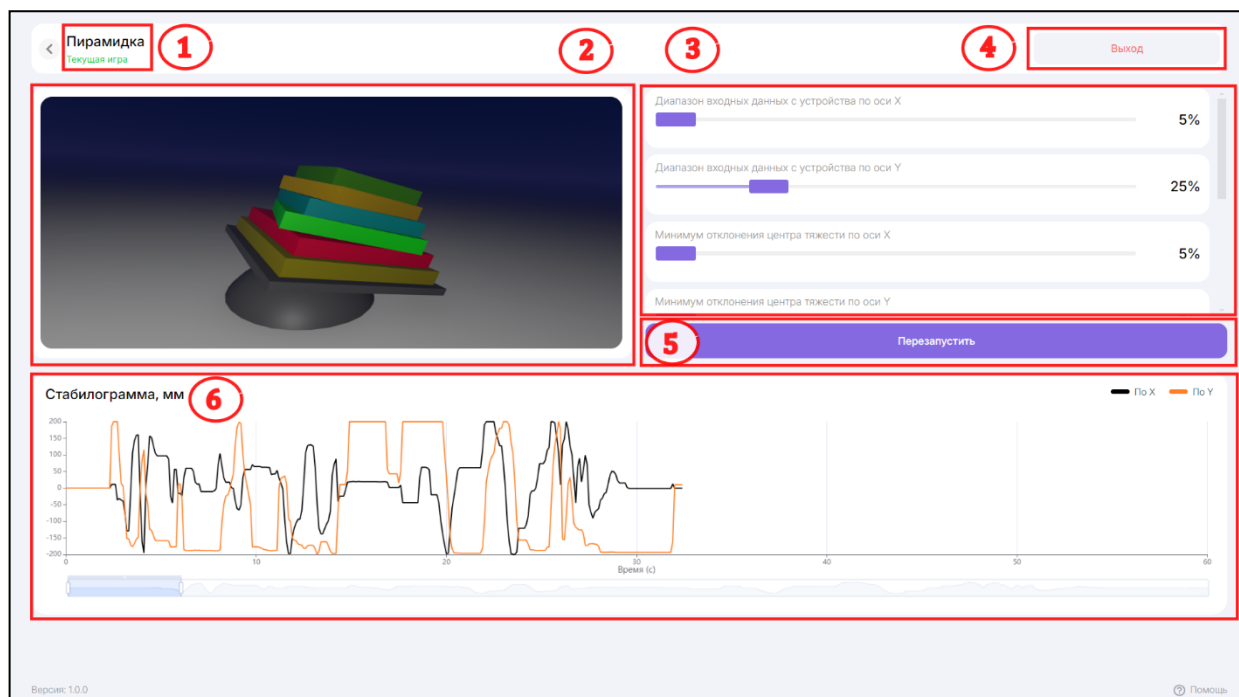 Пирамидка
Текущая игра
1
2
3
4
Выход
Диапазон входных данных с устройства по оси X
5%
Диапазон входных данных с устройства по оси Y
25%
Минимум отклонения центра тяжести по оси X
5%
Минимум отклонения центра тяжести по оси Y
5
Перезапустить
Стабилограмма, мм
6
По X
По Y
200
150
100
50
0
-50
-100
-150
-200
0
10
20
30
40
50
60
Время (с)
Версия: 1.0.0
Помощь